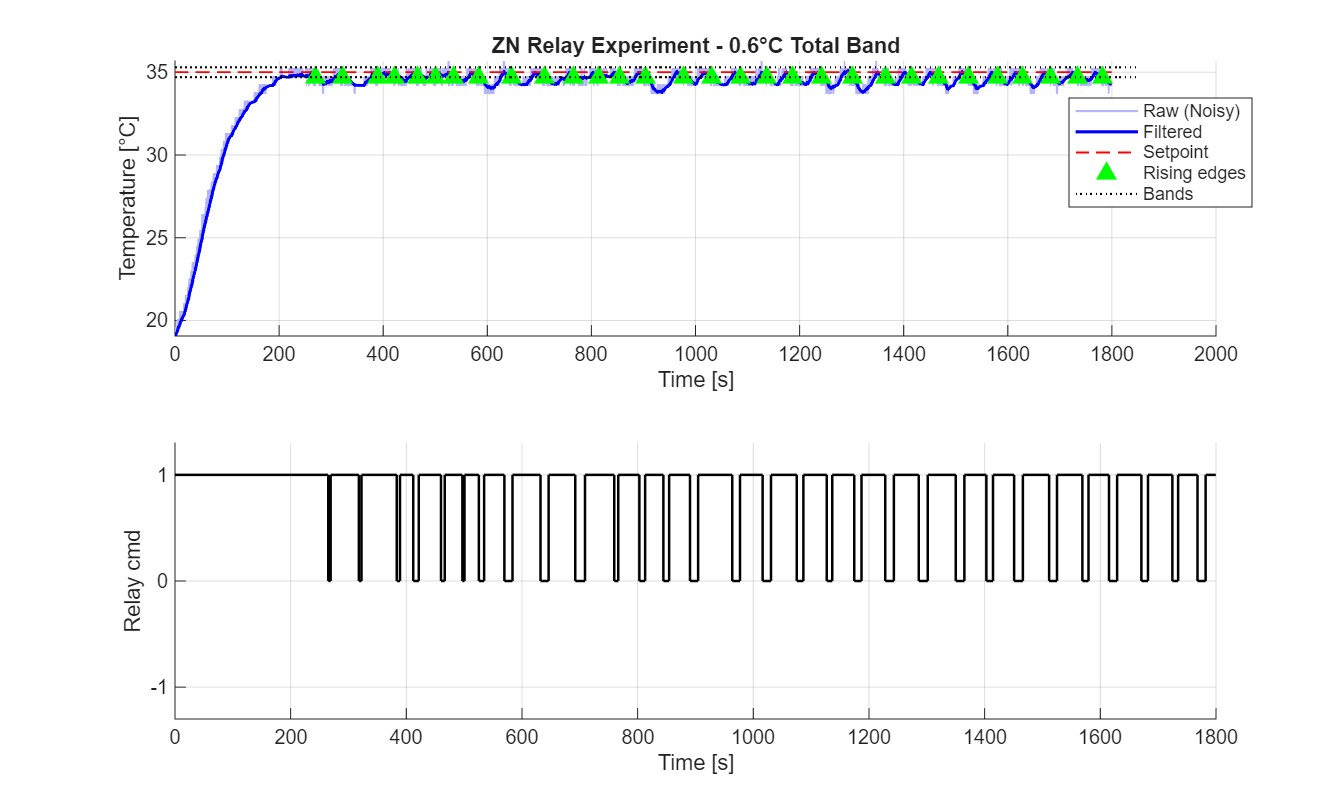 ZN Relay Experiment - 0.6°C Total Band
35
30
25
20
Temperature [°C]
0 200 400 600 800 1000 1200 1400 1600 1800 2000
Time [s]
Raw (Noisy)
Filtered
Setpoint
Rising edges
Bands
1
0
-1
Relay cmd
0 200 400 600 800 1000 1200 1400 1600 1800
Time [s]